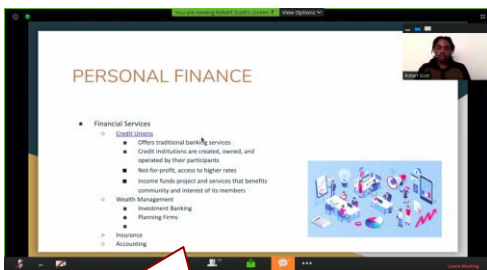 You are viewing Robert Scott's screen
View Options
Robert Scott
PERSONAL FINANCE
Financial Services
Credit Unions
Offers traditional banking services
Credit institutions are created, owned, and
operated by their participants
Not-for-profit, access to higher rates
Income funds project and services that benefits
community and interest of its members
Wealth Management
Investment Banking
Planning Firms
Insurance
Accounting
Leave Meeting